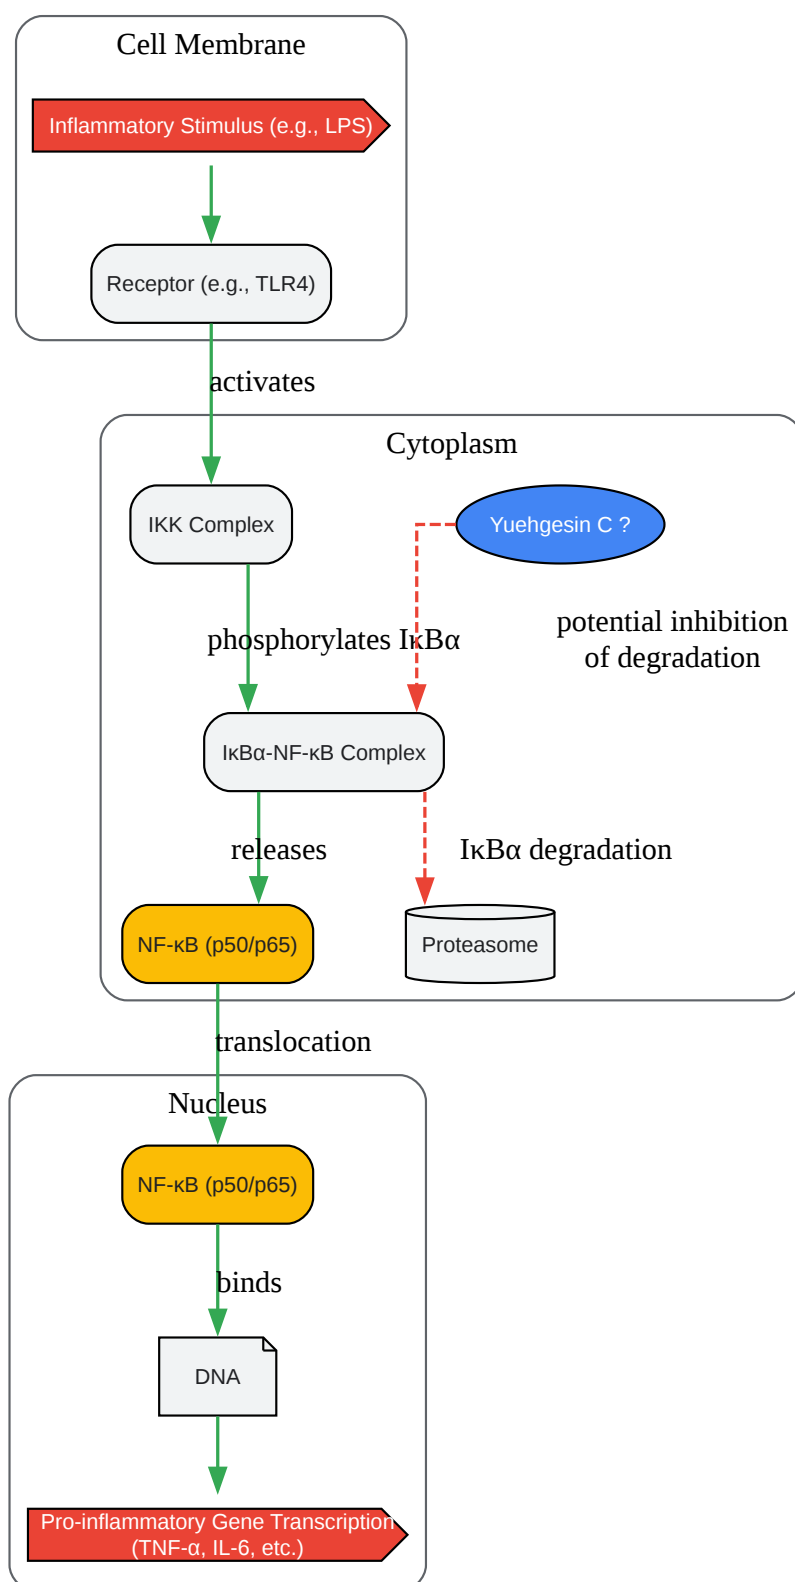 Cell Membrane
Inflammatory Stimulus (e.g., LPS)
Receptor (e.g., TLR4)
activates
Cytoplasm
IKK Complex
Yuehgesin C ?
phosphorylates IκBα
potential inhibition
of degradation
IκBα-NF-κB Complex
releases
IκBα degradation
NF-κB (p50/p65)
Proteasome
translocation
Nucleus
NF-κB (p50/p65)
binds
DNA
Pro-inflammatory Gene Transcription
(TNF-α, IL-6, etc.)